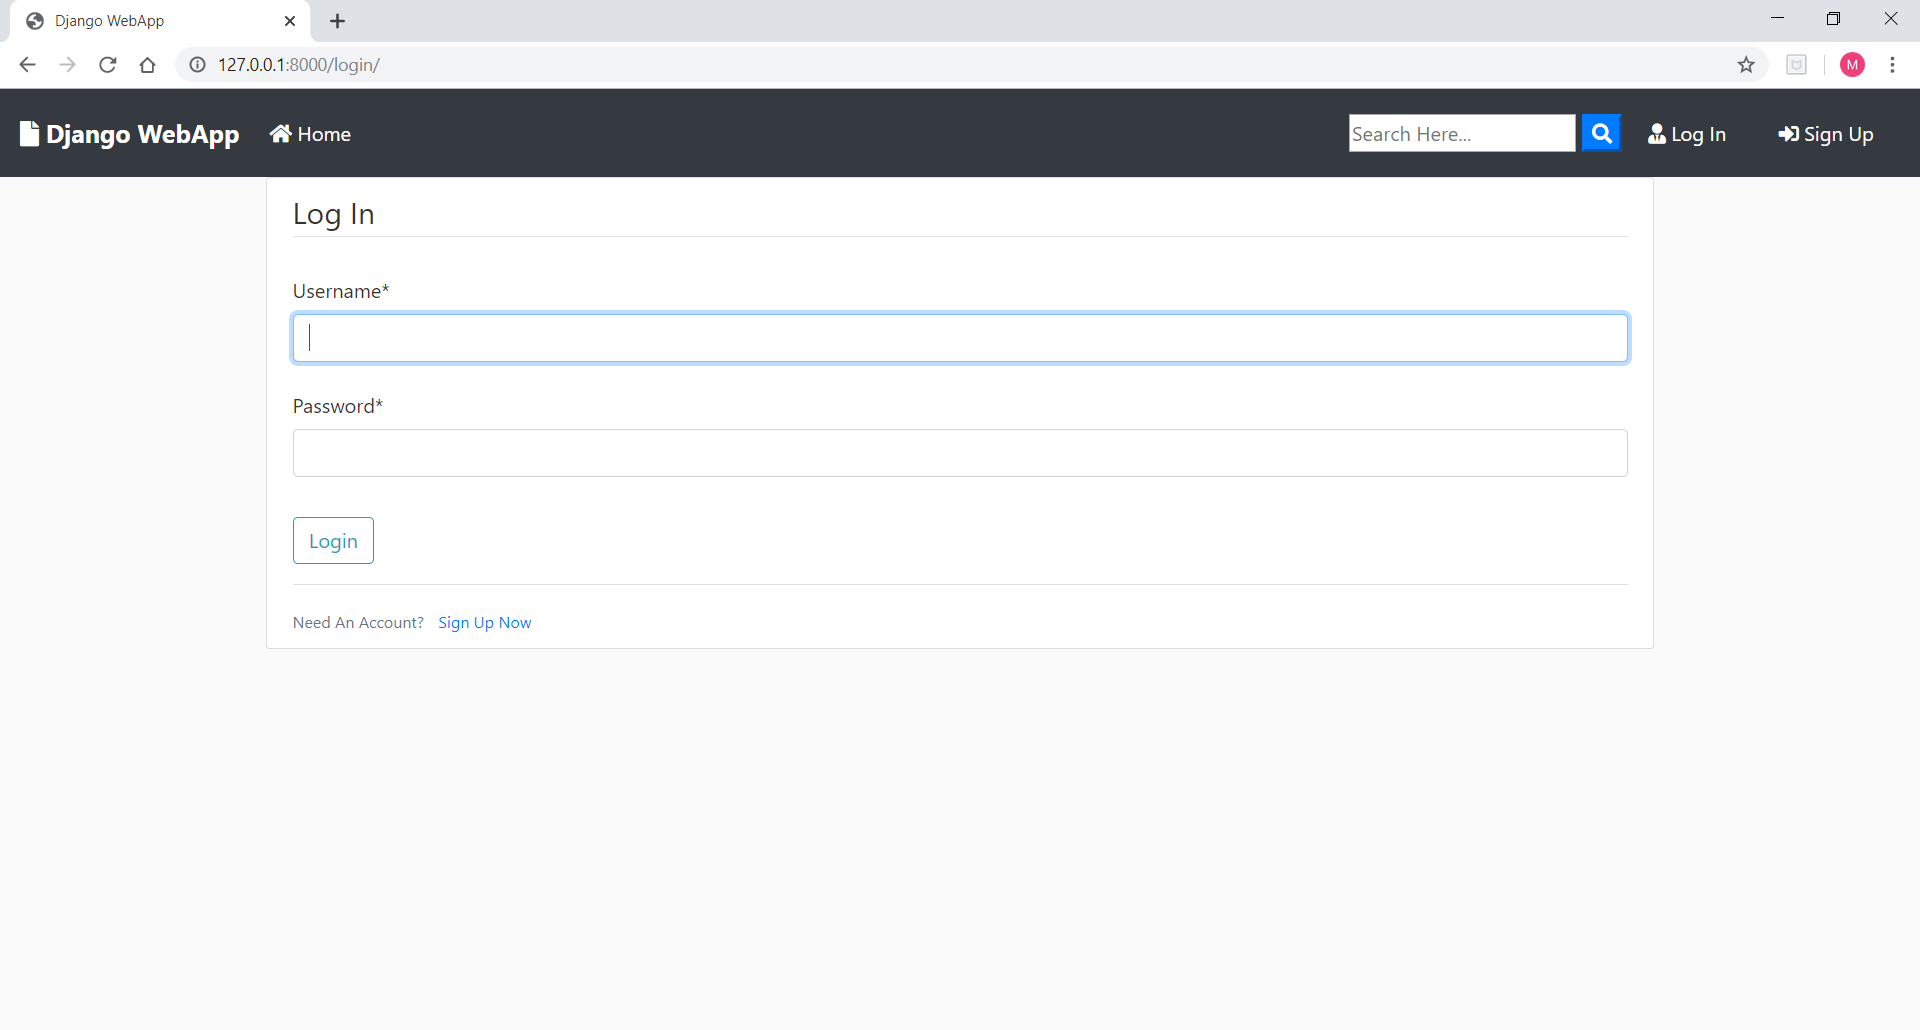 Django WebApp
127.0.0.1:8000/login/
M
Django WebApp Home Search Here... Log In Sign Up
Log In
Username*
Password*
Login
Need An Account? Sign Up Now